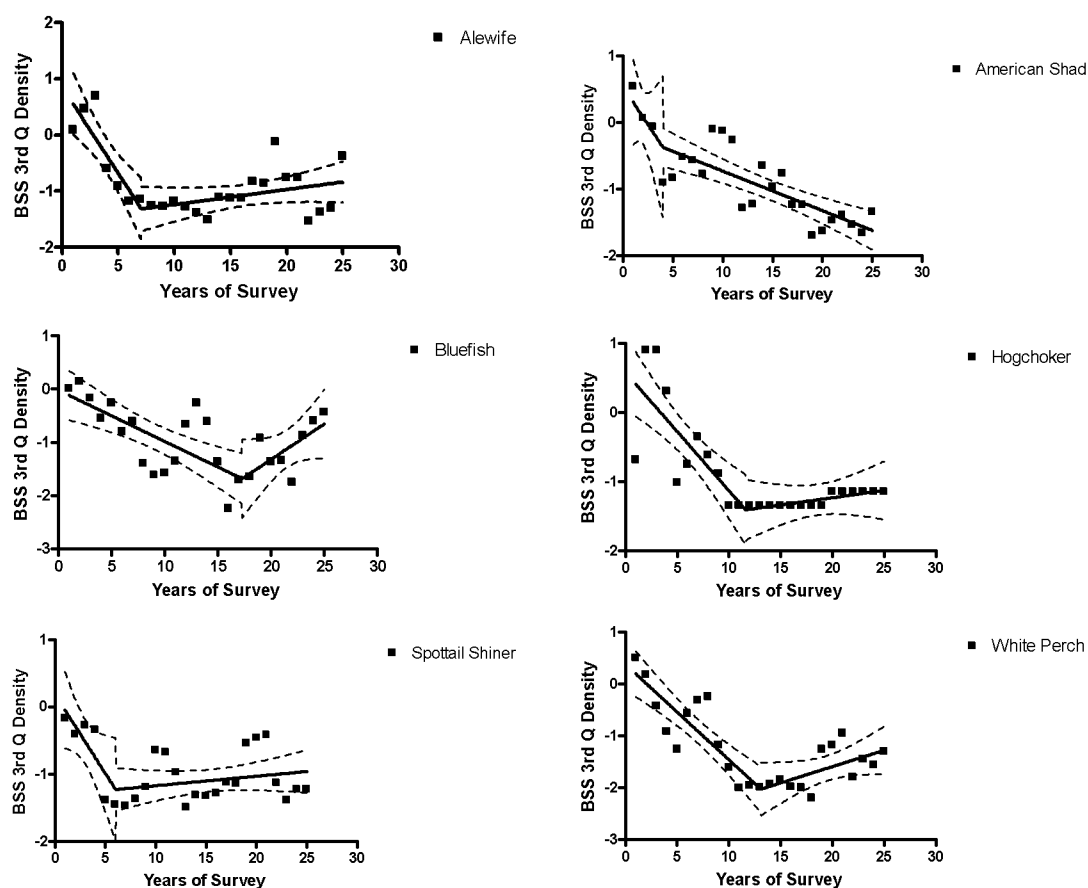 Alewife
BSS 3rd Q Density
2
1
0
-1
-2
0 5 10 15 20 25 30
Years of Survey
American Shad
BSS 3rd Q Density
1
0
-1
-2
0 5 10 15 20 25 30
Years of Survey
Bluefish
BSS 3rd Q Density
1
0
-1
-2
-3
0 5 10 15 20 25 30
Years of Survey
Hogchoker
BSS 3rd Q Density
1
0
-1
-2
0 5 10 15 20 25 30
Years of Survey
Spottail Shiner
BSS 3rd Q Density
1
0
-1
-2
0 5 10 15 20 25 30
Years of Survey
White Perch
BSS 3rd Q Density
1
0
-1
-2
-3
0 5 10 15 20 25 30
Years of Survey